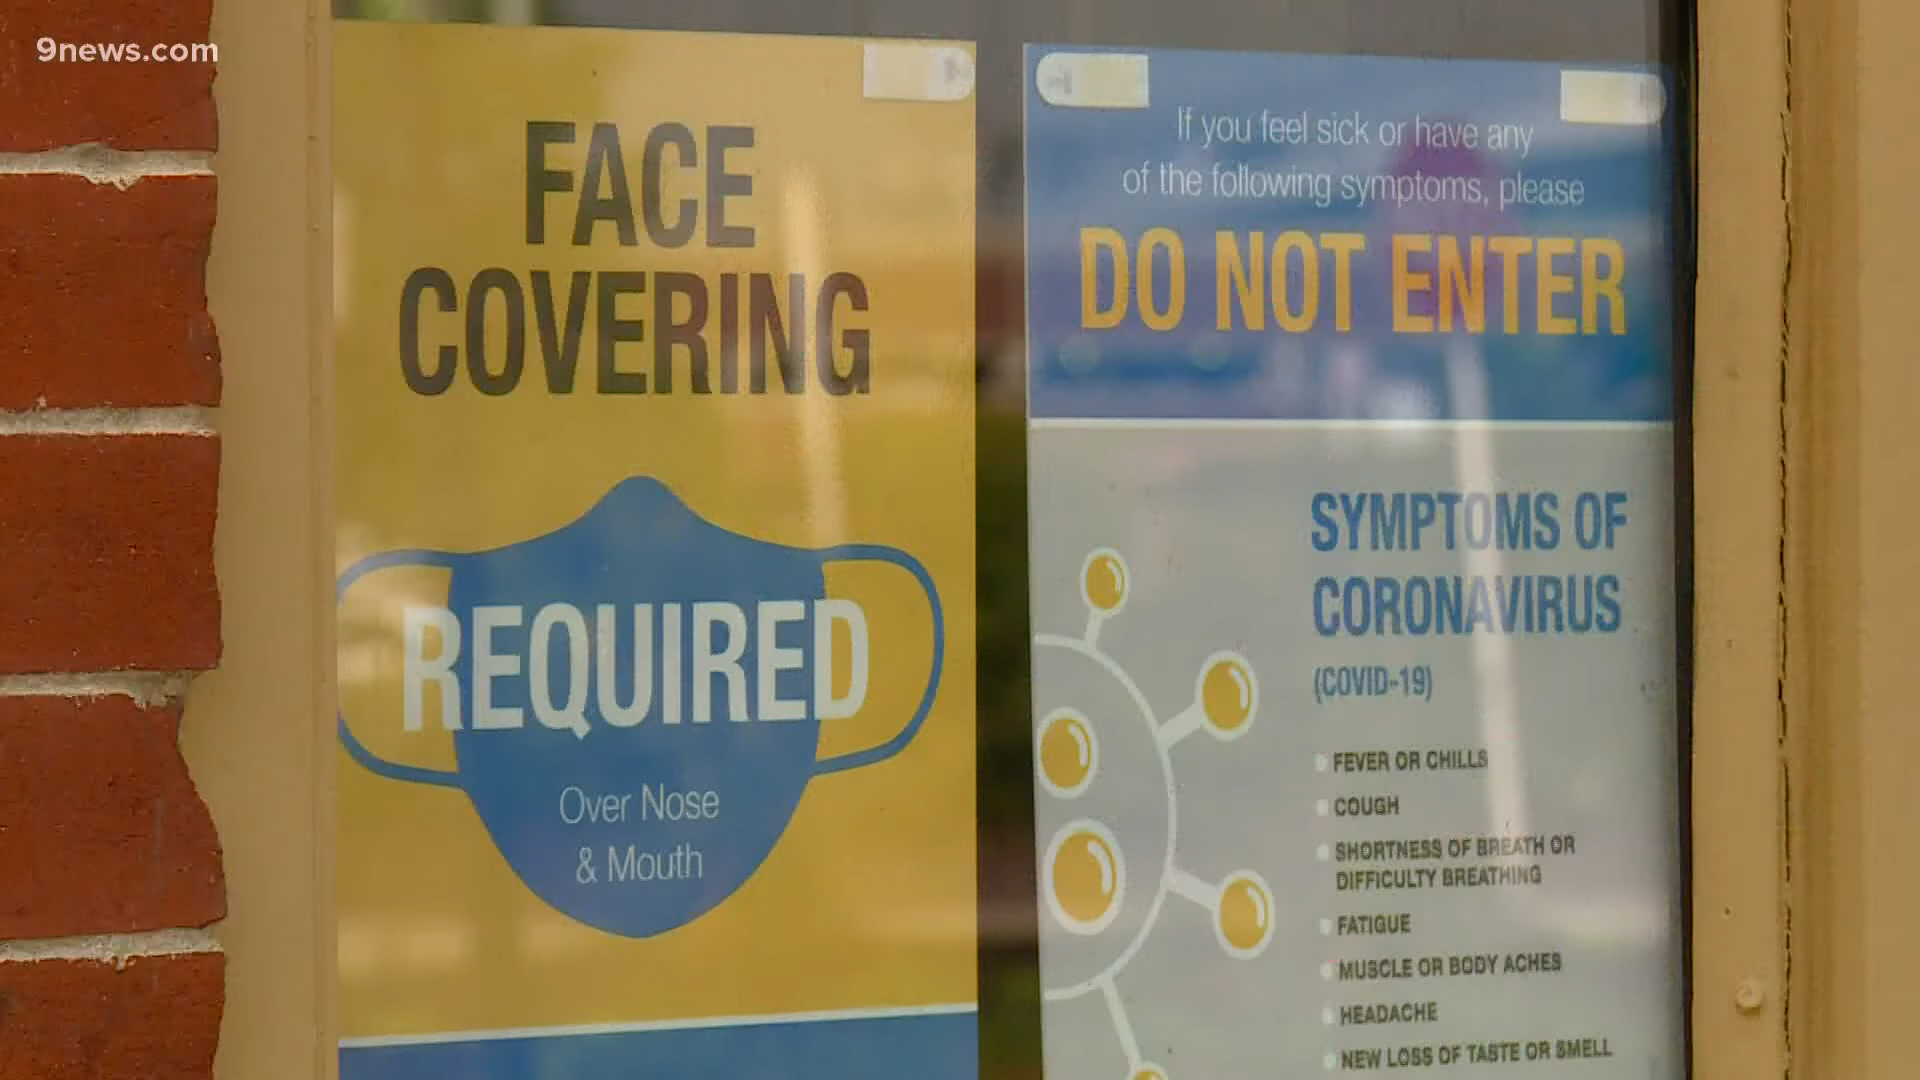 9news.com
FACE
COVERING
REQUIRED
Over Nose
& Mouth
If you feel sick or have any
of the following symptoms, please
DO NOT ENTER
SYMPTOMS OF
CORONAVIRUS
(COVID-19)
FEVER OR CHILLS
COUGH
SHORTNESS OF BREATH OR
DIFFICULTY BREATHING
FATIGUE
MUSCLE OR BODY ACHES
HEADACHE
NEW LOSS OF TASTE OR SMELL